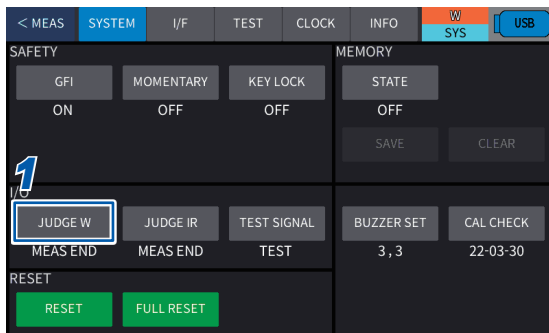 < MEAS SYSTEM I/F TEST CLOCK INFO W SYS USB
SAFETY MEMORY
GFI MOMENTARY KEY LOCK STATE
ON OFF OFF OFF
SAVE CLEAR
1
I/O
JUDGE W JUDGE IR TEST SIGNAL BUZZER SET CAL CHECK
MEAS END MEAS END TEST 3 , 3 22-03-30
RESET
RESET FULL RESET